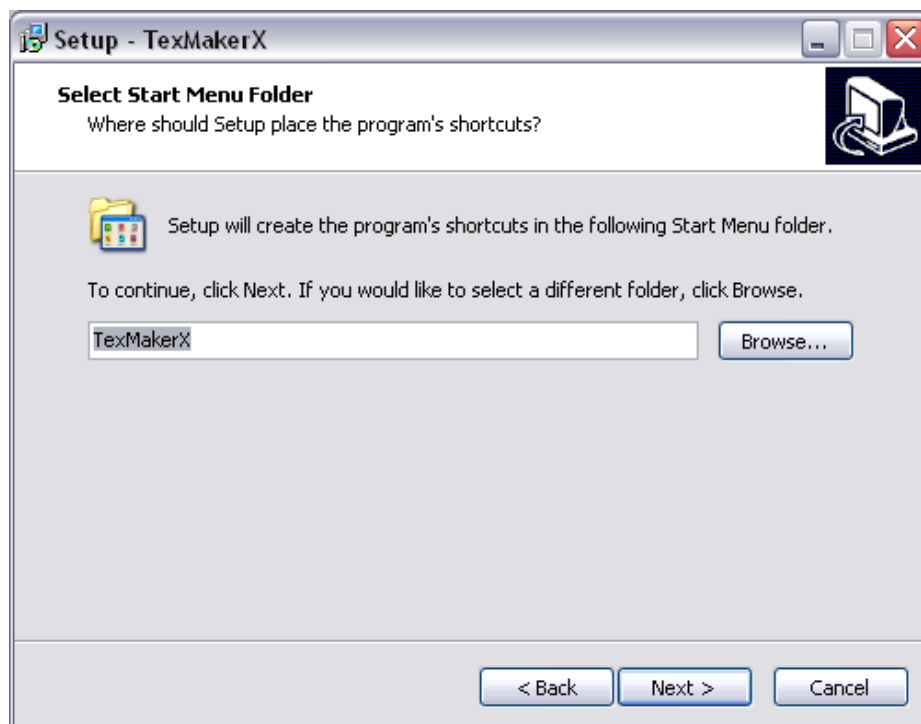 Setup - TexMakerX
Select Start Menu Folder
Where should Setup place the program's shortcuts?
Setup will create the program's shortcuts in the following Start Menu folder.
To continue, click Next. If you would like to select a different folder, click Browse.
TexMakerX
Browse...
< Back
Next >
Cancel